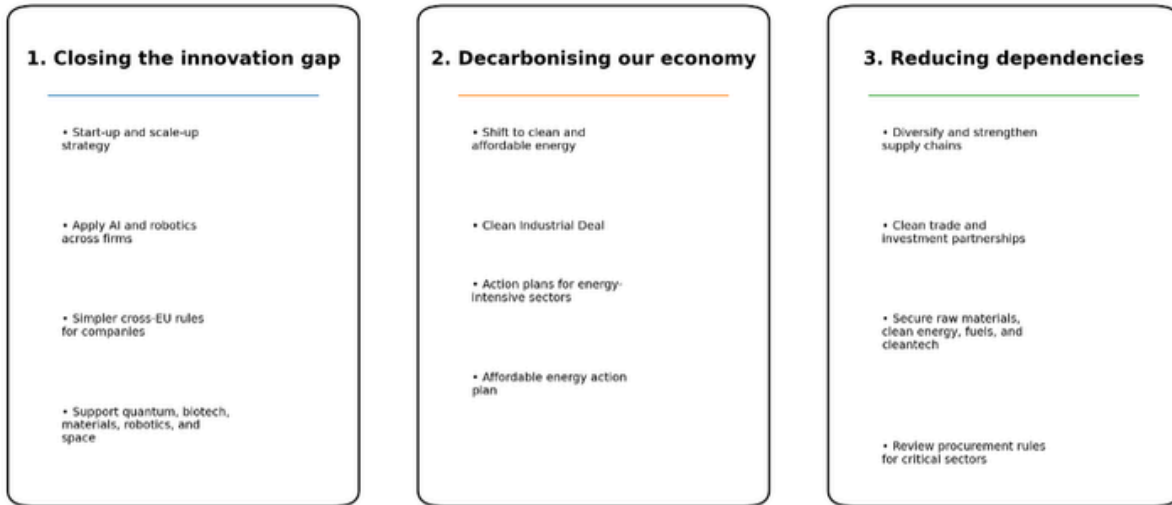 1. Closing the innovation gap
• Start-up and scale-up
strategy
• Apply AI and robotics
across firms
• Simpler cross-EU rules
for companies
• Support quantum, biotech,
materials, robotics, and
space
2. Decarbonising our economy
• Shift to clean and
affordable energy
• Clean Industrial Deal
• Action plans for energy-
intensive sectors
• Affordable energy action
plan
3. Reducing dependencies
• Diversify and strengthen
supply chains
• Clean trade and
investment partnerships
• Secure raw materials,
clean energy, fuels, and
cleantech
• Review procurement rules
for critical sectors